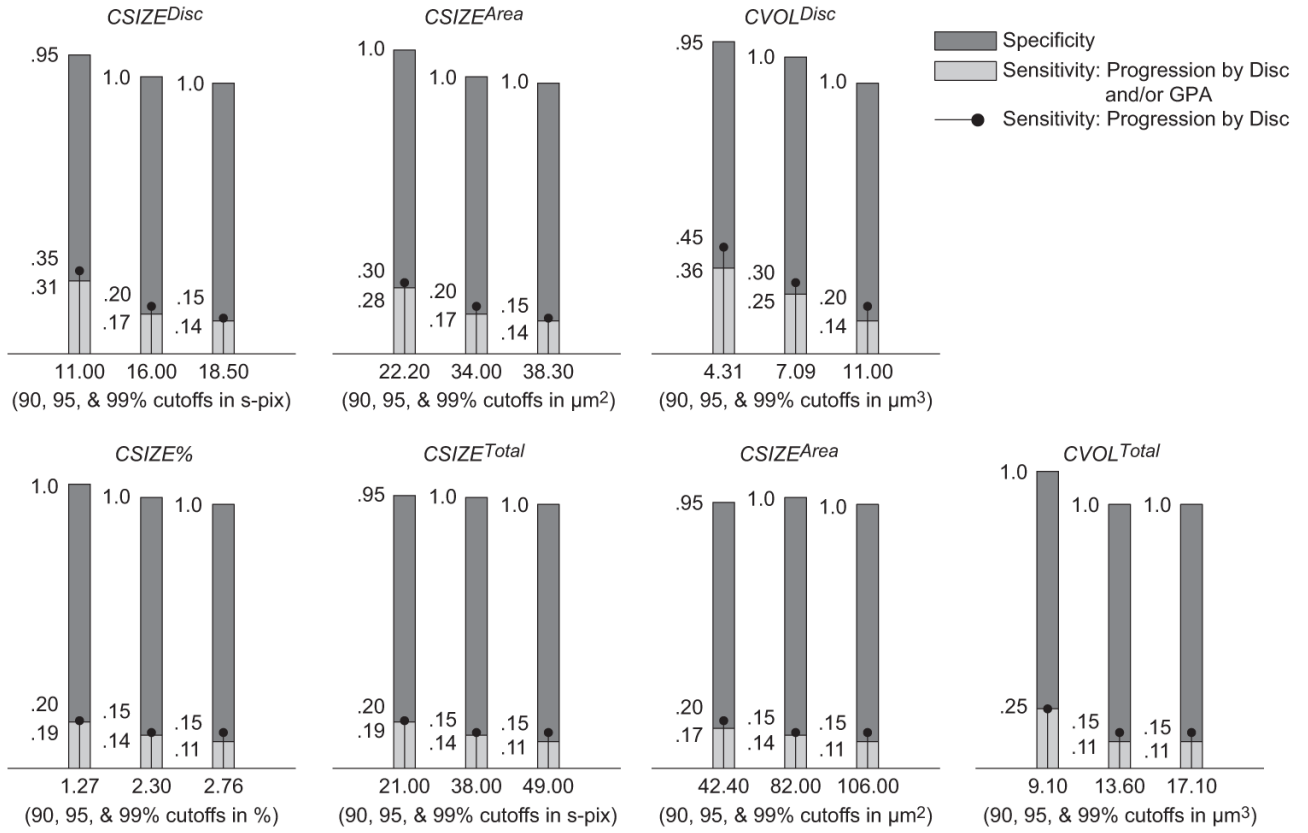 CSIZE^Disc
.95
1.0
1.0
.35
.31
.20
.17
.15
.14
11.00 16.00 18.50
(90, 95, & 99% cutoffs in s-pix)
CSIZE^Area
1.0
1.0
1.0
.30
.28
.20
.17
.15
.14
22.20 34.00 38.30
(90, 95, & 99% cutoffs in µm²)
CVOL^Disc
.95
1.0
1.0
.45
.36
.30
.25
.20
.14
4.31 7.09 11.00
(90, 95, & 99% cutoffs in µm³)
Specificity
Sensitivity: Progression by Disc
and/or GPA
Sensitivity: Progression by Disc
CSIZE%
1.0
1.0
1.0
.20
.19
.15
.14
.15
.11
1.27 2.30 2.76
(90, 95, & 99% cutoffs in %)
CSIZE^Total
.95
1.0
1.0
.20
.19
.15
.14
.15
.11
21.00 38.00 49.00
(90, 95, & 99% cutoffs in s-pix)
CSIZE^Area
.95
1.0
1.0
.20
.17
.15
.14
.15
.11
42.40 82.00 106.00
(90, 95, & 99% cutoffs in µm²)
CVOL^Total
1.0
1.0
1.0
.25
.15
.11
.15
.11
9.10 13.60 17.10
(90, 95, & 99% cutoffs in µm³)